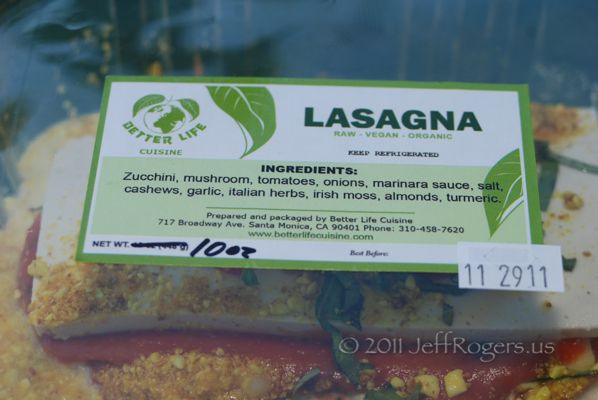 BETTER LIFE
CUISINE
LASAGNA
RAW - VEGAN - ORGANIC
KEEP REFRIGERATED
INGREDIENTS:
Zucchini, mushroom, tomatoes, onions, marinara sauce, salt,
cashews, garlic, italian herbs, irish moss, almonds, turmeric.
Prepared and packaged by Better Life Cuisine
717 Broadway Ave. Santa Monica, CA 90401 Phone: 310-458-7620
www.betterlifecuisine.com
NET WT. 10oz
Best Before:
11 2911
© 2011 JeffRogers.us